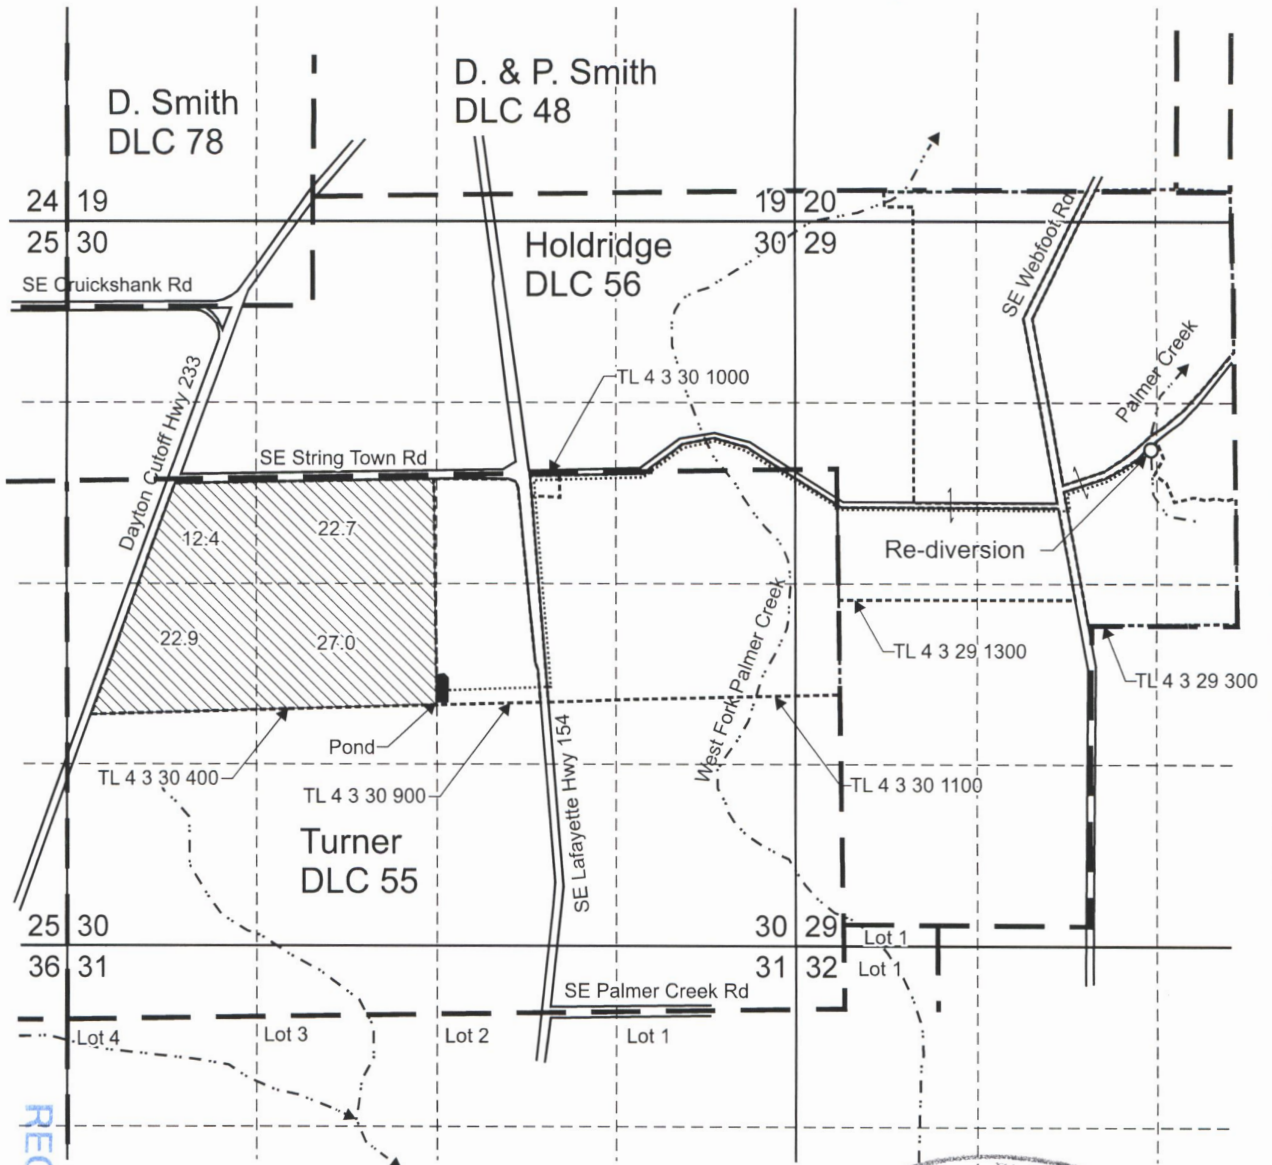 D. Smith
DLC 78
D. & P. Smith
DLC 48
24 19
25 30
19 20
30 29
Holdridge
DLC 56
SE Cruickshank Rd
SE Webfoot Rd
Palmer Creek
Dayton Cutoff Hwy 233
TL 4 3 30 1000
SE String Town Rd
12.4
22.7
22.9
27.0
Re-diversion
West Fork Palmer Creek
TL 4 3 29 1300
TL 4 3 29 300
Pond
TL 4 3 30 400
TL 4 3 30 900
TL 4 3 30 1100
SE Lafayette Hwy 154
Turner
DLC 55
25 30
36 31
30 29
31 32
Lot 1
Lot 1
SE Palmer Creek Rd
Lot 4
Lot 3
Lot 2
Lot 1
REC